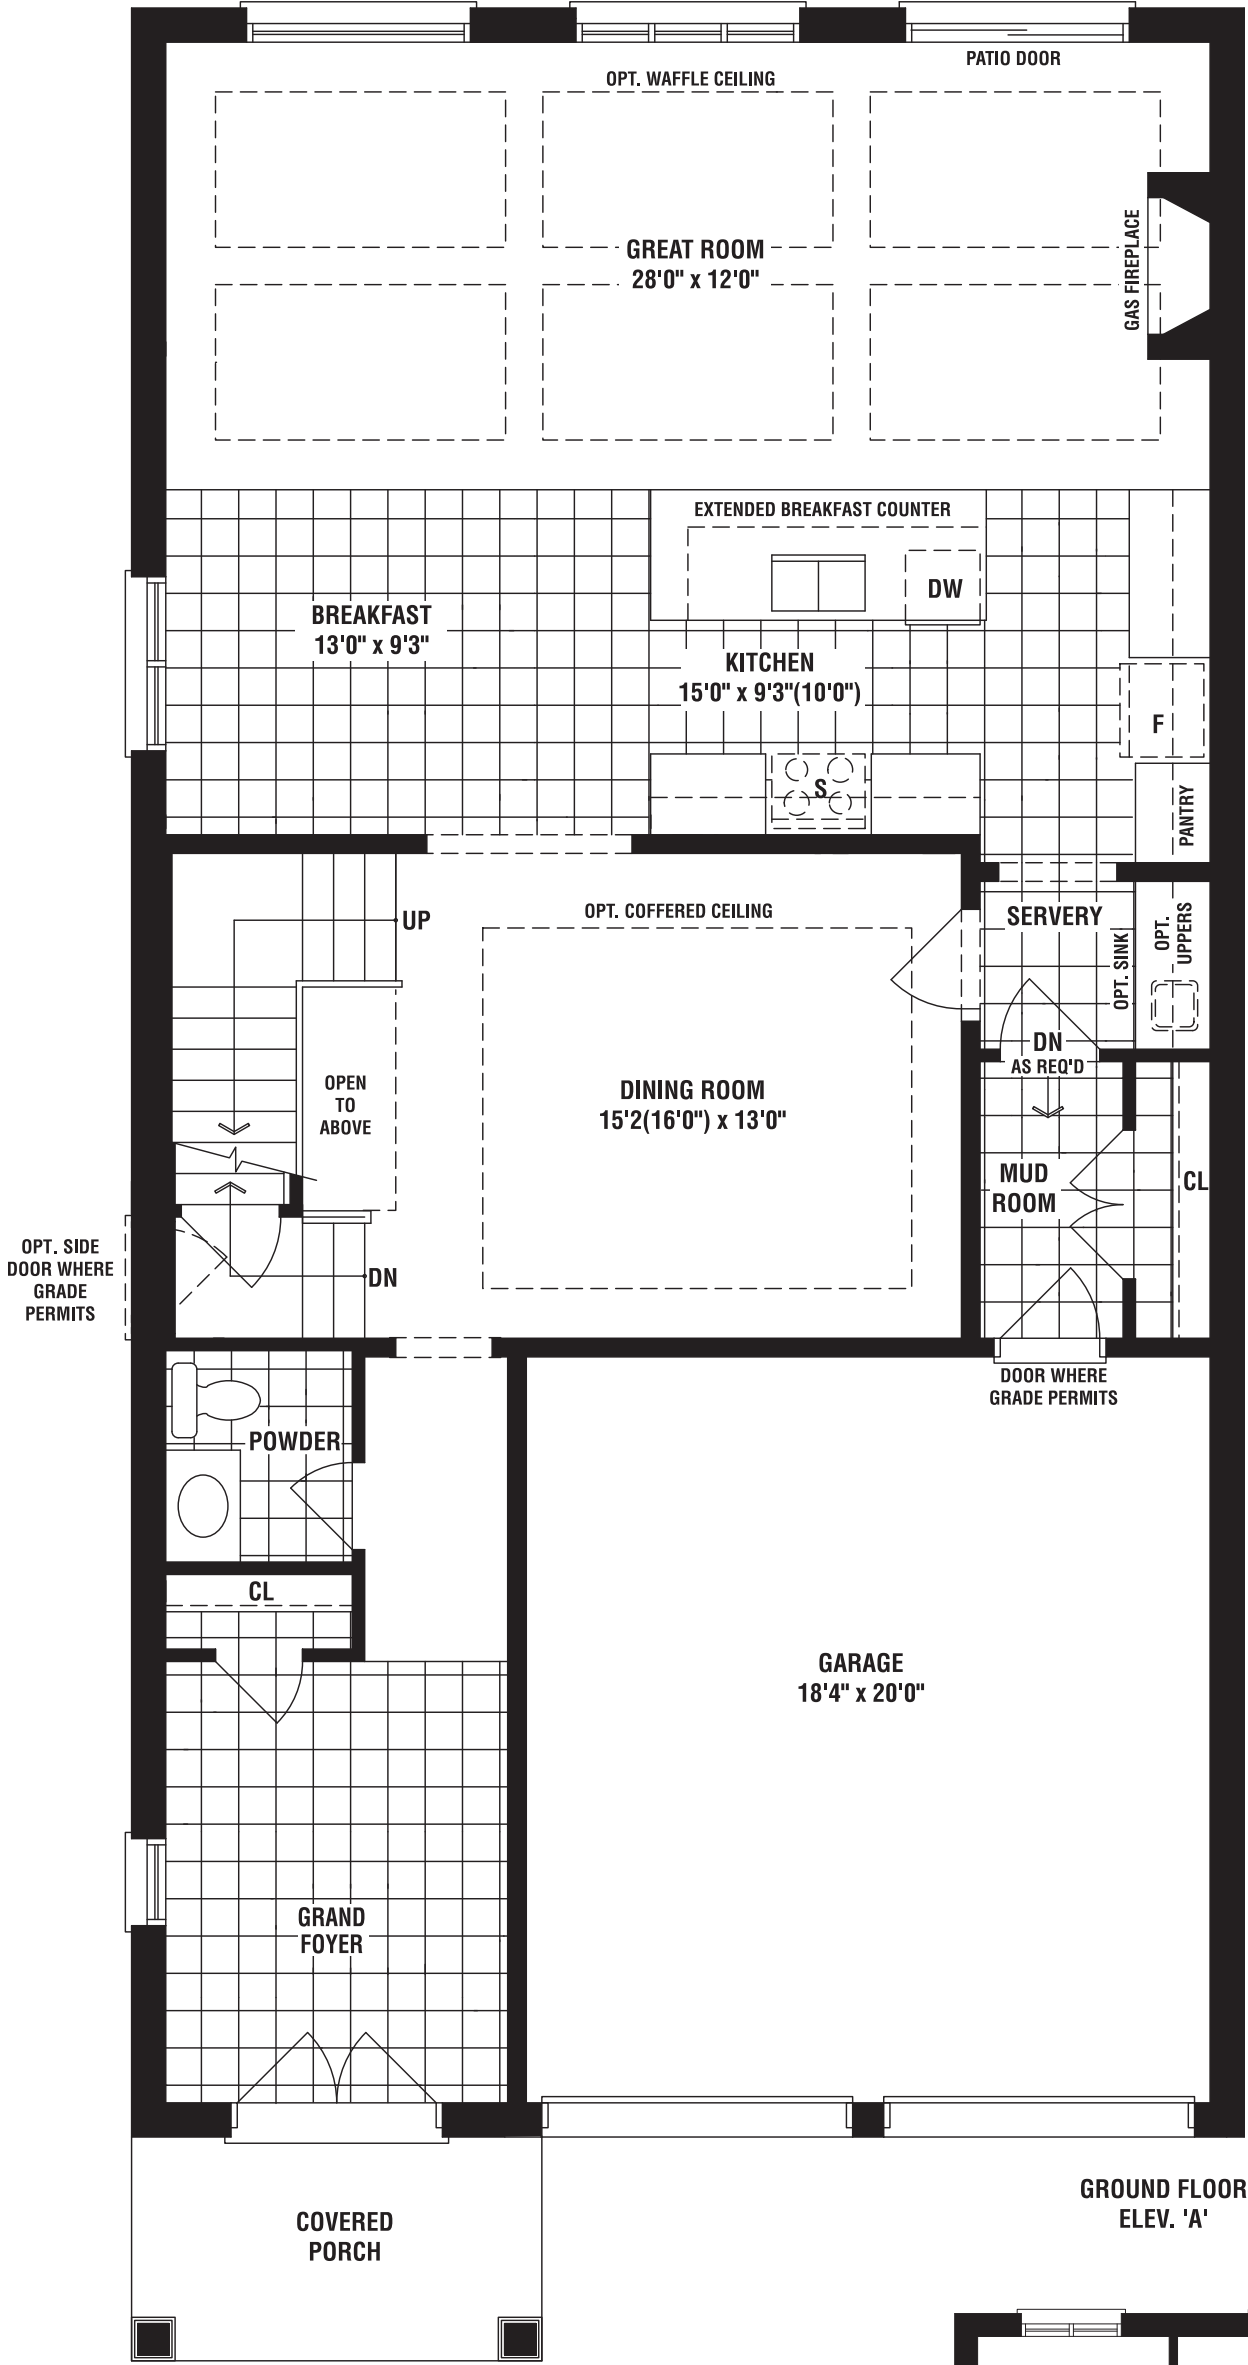 PATIO DOOR
OPT. WAFFLE CEILING
GREAT ROOM
28'0" x 12'0"
GAS FIREPLACE
EXTENDED BREAKFAST COUNTER
DW
BREAKFAST
13'0" x 9'3"
KITCHEN
15'0" x 9'3"(10'0")
F
S
PANTRY
UP
OPT. COFFERED CEILING
SERVERY
OPT. SINK
OPT.
UPPERS
DN
AS REQ'D
OPEN
TO
ABOVE
DINING ROOM
15'2(16'0") x 13'0"
MUD
ROOM
CL
OPT. SIDE
DOOR WHERE
GRADE
PERMITS
DN
DOOR WHERE
GRADE PERMITS
POWDER
CL
GARAGE
18'4" x 20'0"
GRAND
FOYER
GROUND FLOOR
ELEV. 'A'
COVERED
PORCH